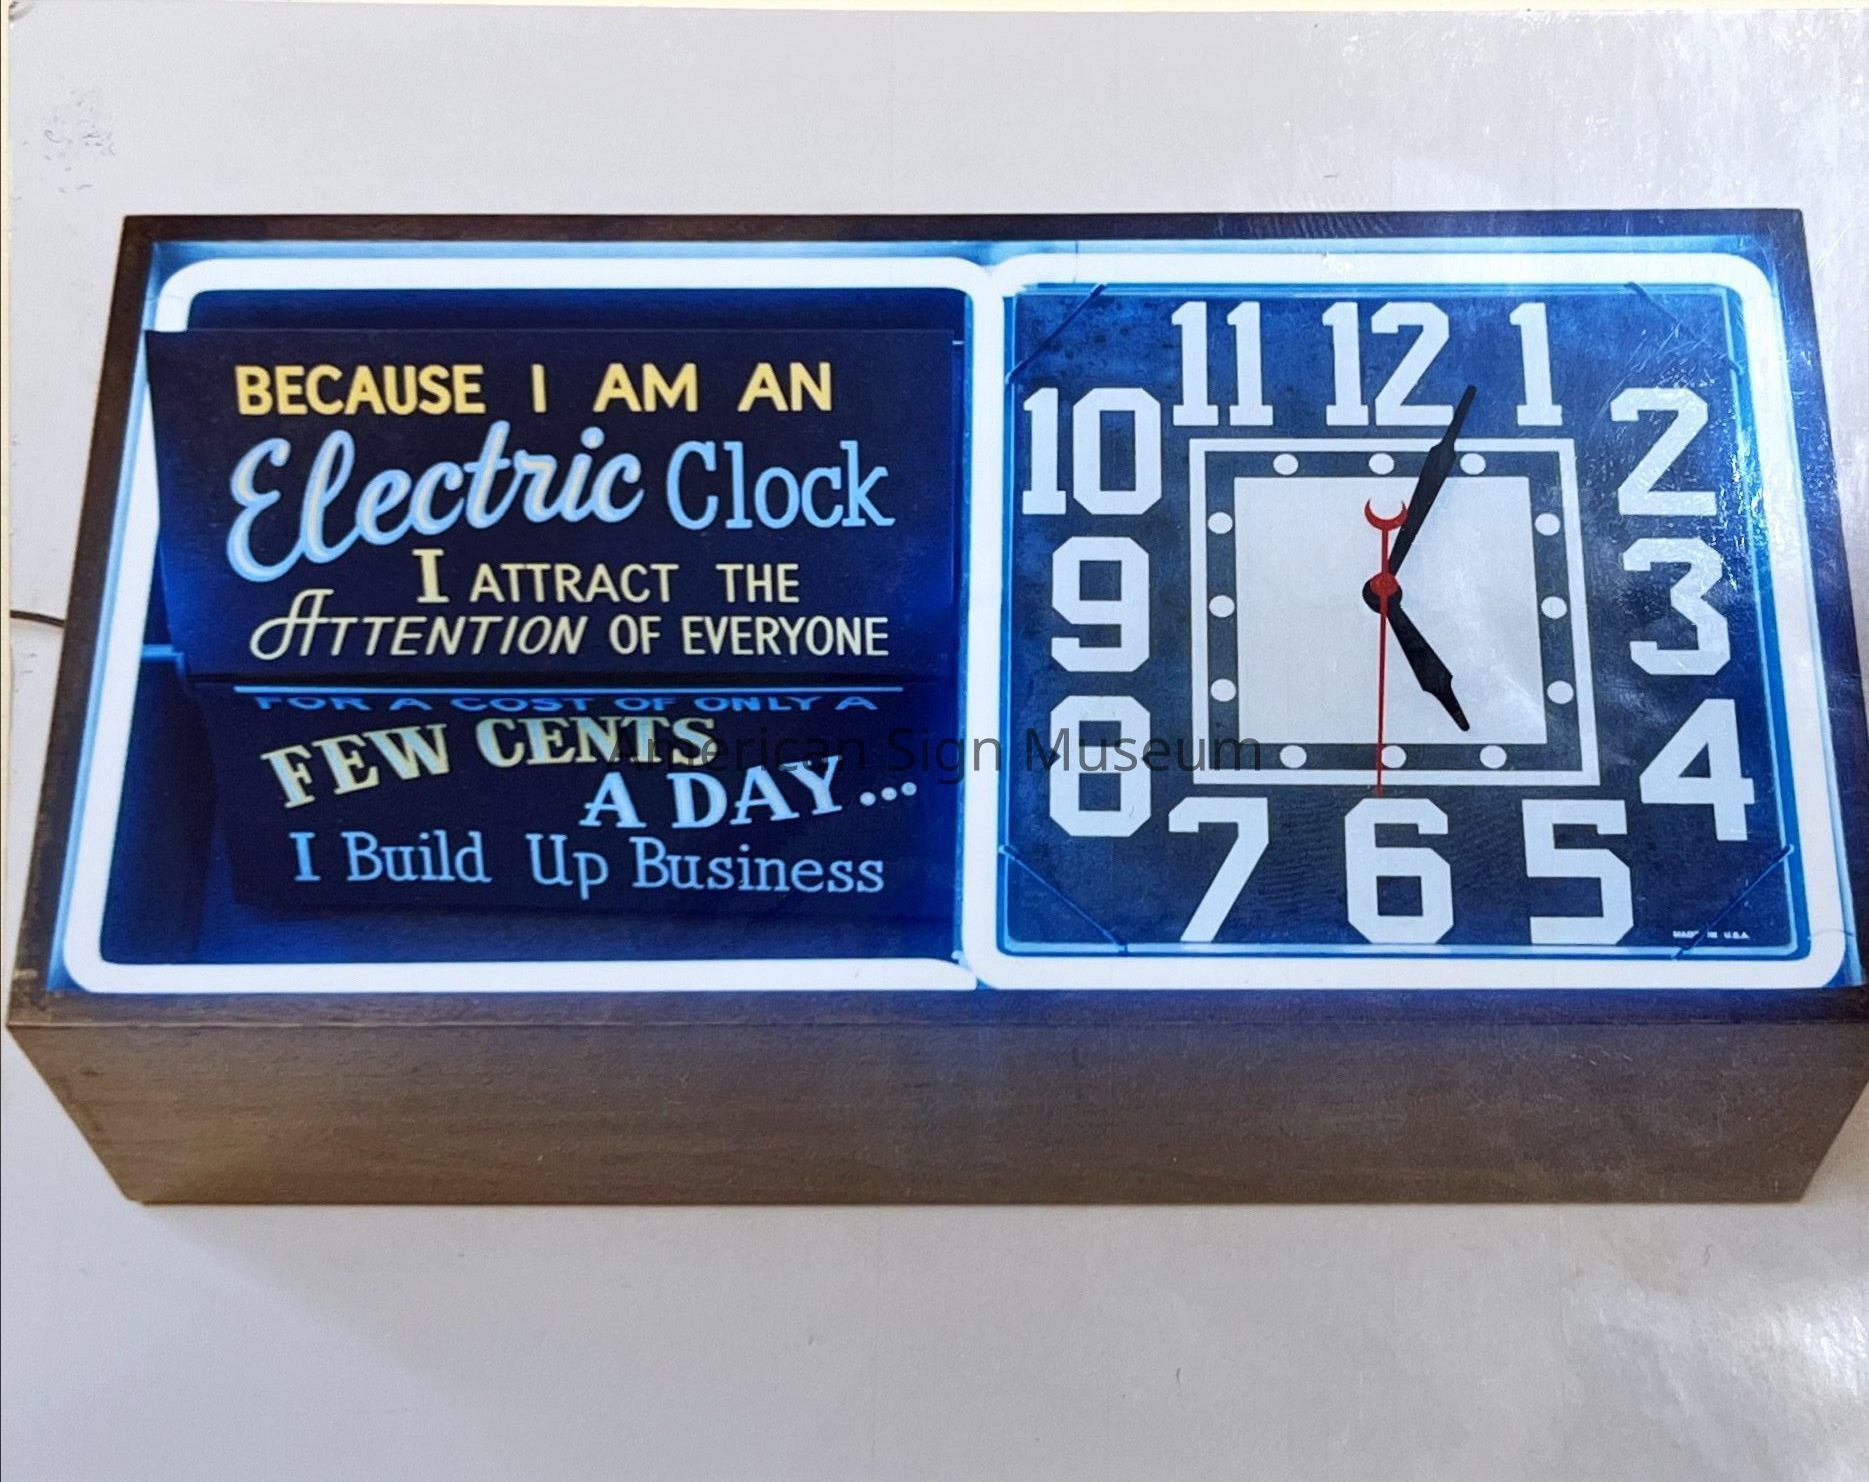 BECAUSE I AM AN
Electric Clock
I ATTRACT THE
ATTENTION OF EVERYONE
FOR A COST OF ONLY A
FEW CENTS
A DAY...
I Build Up Business
American Sign Museum
11 12 1
10 2
9 3
8 4
7 6 5
MADE IN U.S.A.